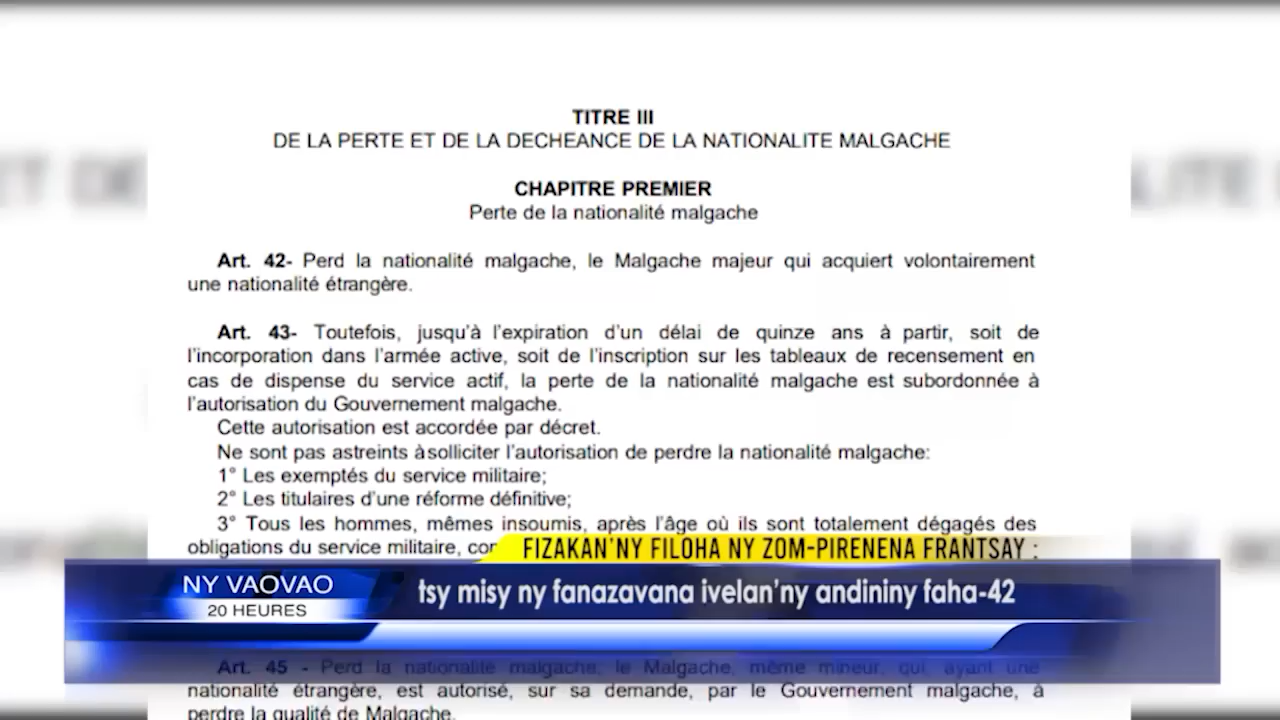 TITRE III
DE LA PERTE ET DE LA DECHEANCE DE LA NATIONALITE MALGACHE
CHAPITRE PREMIER
Perte de la nationalité malgache
Art. 42- Perd la nationalité malgache, le Malgache majeur qui acquiert volontairement
une nationalité étrangère.
Art. 43- Toutefois, jusqu'à l'expiration d'un délai de quinze ans à partir, soit de
l'incorporation dans l'armée active, soit de l'inscription sur les tableaux de recensement en
cas de dispense du service actif, la perte de la nationalité malgache est subordonnée à
l'autorisation du Gouvernement malgache.
Cette autorisation est accordée par décret.
Ne sont pas astreints à solliciter l'autorisation de perdre la nationalité malgache:
1° Les exemptés du service militaire;
2° Les titulaires d'une réforme définitive;
3° Tous les hommes, mêmes insoumis, après l'âge où ils sont totalement dégagés des
obligations du service militaire,
FIZAKAN'NY FILOHA NY ZOM-PIRENENA FRANTSAY :
NY VAOVAO
20 HEURES
tsy misy ny fanazavana ivelan'ny andininy faha-42
Art. 45 - Perd la nationalité malgache, le Malgache, même mineur, qui, ayant une
nationalité étrangère, est autorisé, sur sa demande, par le Gouvernement malgache, à
perdre la qualité de Malgache.